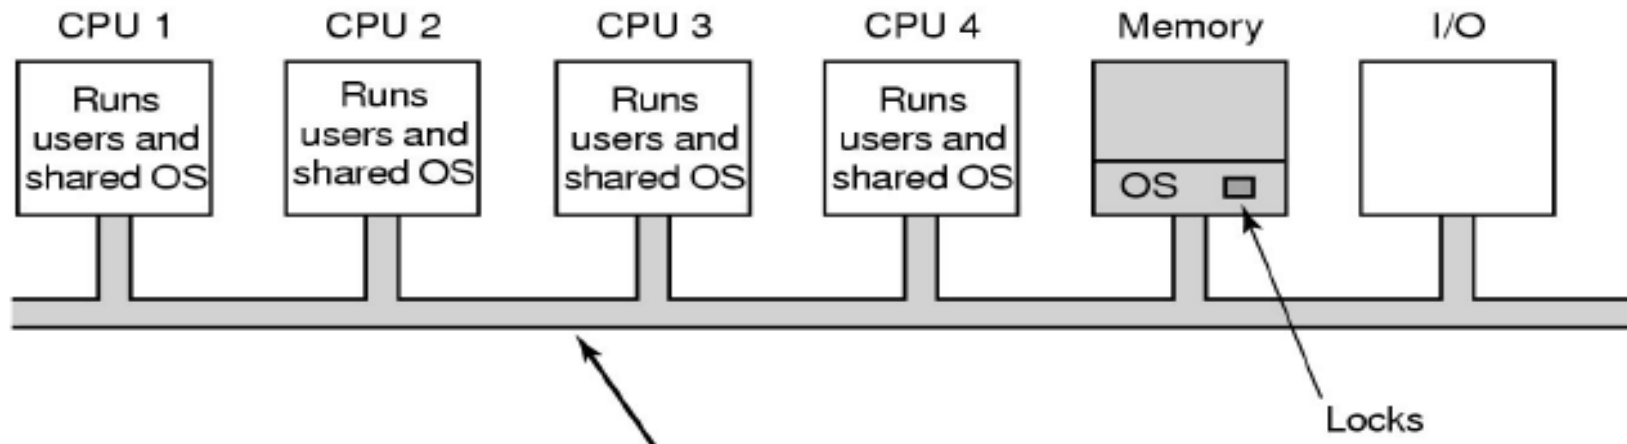 CPU 1 CPU 2 CPU 3 CPU 4 Memory I/O
Runs
users and
shared OS
Runs
users and
shared OS
Runs
users and
shared OS
Runs
users and
shared OS
OS
Locks